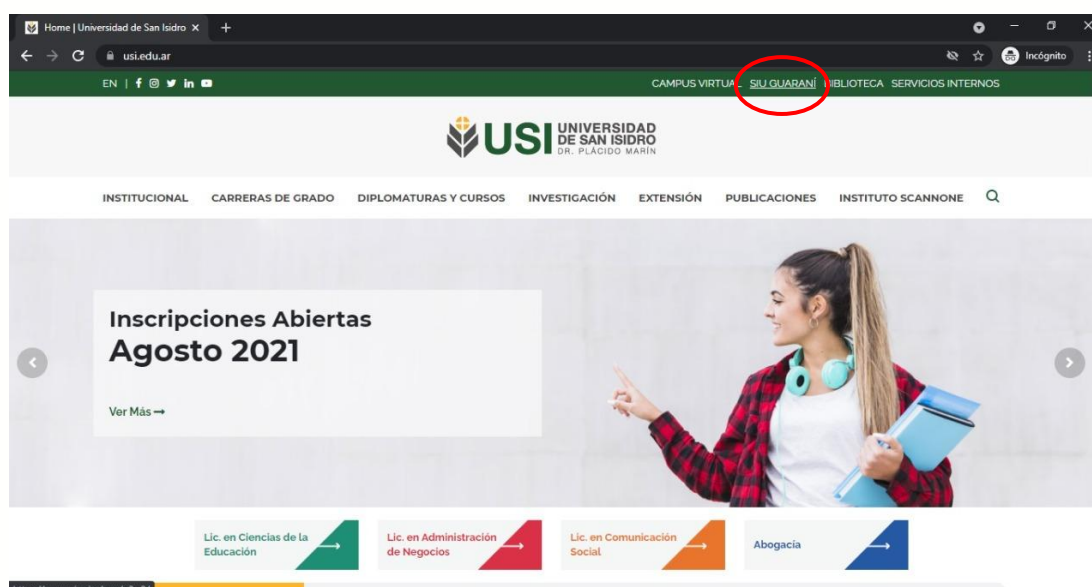 Home | Universidad de San Isidro
usi.edu.ar
Incógnito
EN | in
CAMPUS VIRTUAL SIU GUARANÍ BIBLIOTECA SERVICIOS INTERNOS
USI UNIVERSIDAD
DE SAN ISIDRO
DR. PLÁCIDO MARÍN
INSTITUCIONAL CARRERAS DE GRADO DIPLOMATURAS Y CURSOS INVESTIGACIÓN EXTENSIÓN PUBLICACIONES INSTITUTO SCANNONE
Inscripciones Abiertas
Agosto 2021
Ver Más
Lic. en Ciencias de la
Educación
Lic. en Administración
de Negocios
Lic. en Comunicación
Social
Abogacía